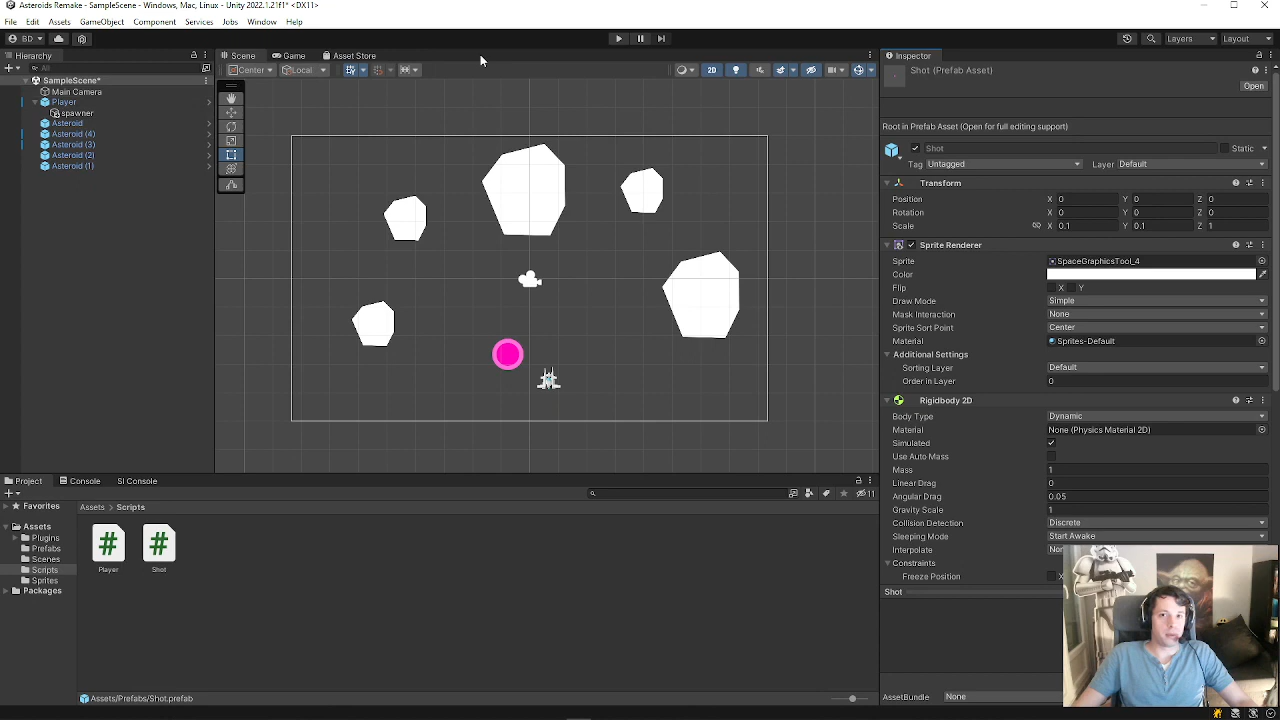 Asteroids Remake - SampleScene - Windows, Mac, Linux - Unity 2022.1.21f1* <DX11>
File Edit Assets GameObject Component Services Jobs Window Help
BD Layers Layout
Hierarchy
All
SampleScene*
Main Camera
Player
spawner
Asteroid
Asteroid (4)
Asteroid (3)
Asteroid (2)
Asteroid (1)
Scene Game Asset Store
Center Local 2D
Inspector
Shot (Prefab Asset)
Open
Root in Prefab Asset (Open for full editing support)
Shot Static
Tag Untagged Layer Default
Transform
Position X 0 Y 0 Z 0
Rotation X 0 Y 0 Z 0
Scale X 0.1 Y 0.1 Z 1
Sprite Renderer
Sprite SpaceGraphicsTool_4
Color
Flip X Y
Draw Mode Simple
Mask Interaction None
Sprite Sort Point Center
Material Sprites-Default
Additional Settings
Sorting Layer Default
Order in Layer 0
Rigidbody 2D
Body Type Dynamic
Material None (Physics Material 2D)
Simulated
Use Auto Mass
Mass 1
Linear Drag 0
Angular Drag 0.05
Gravity Scale 1
Collision Detection Discrete
Sleeping Mode Start Awake
Interpolate
Constraints
Freeze Position X
Shot
AssetBundle None
Project Console SI Console
11
Favorites
Assets
Plugins
Prefabs
Scenes
Scripts
Sprites
Packages
Assets > Scripts
# #
Player Shot
Assets/Prefabs/Shot.prefab